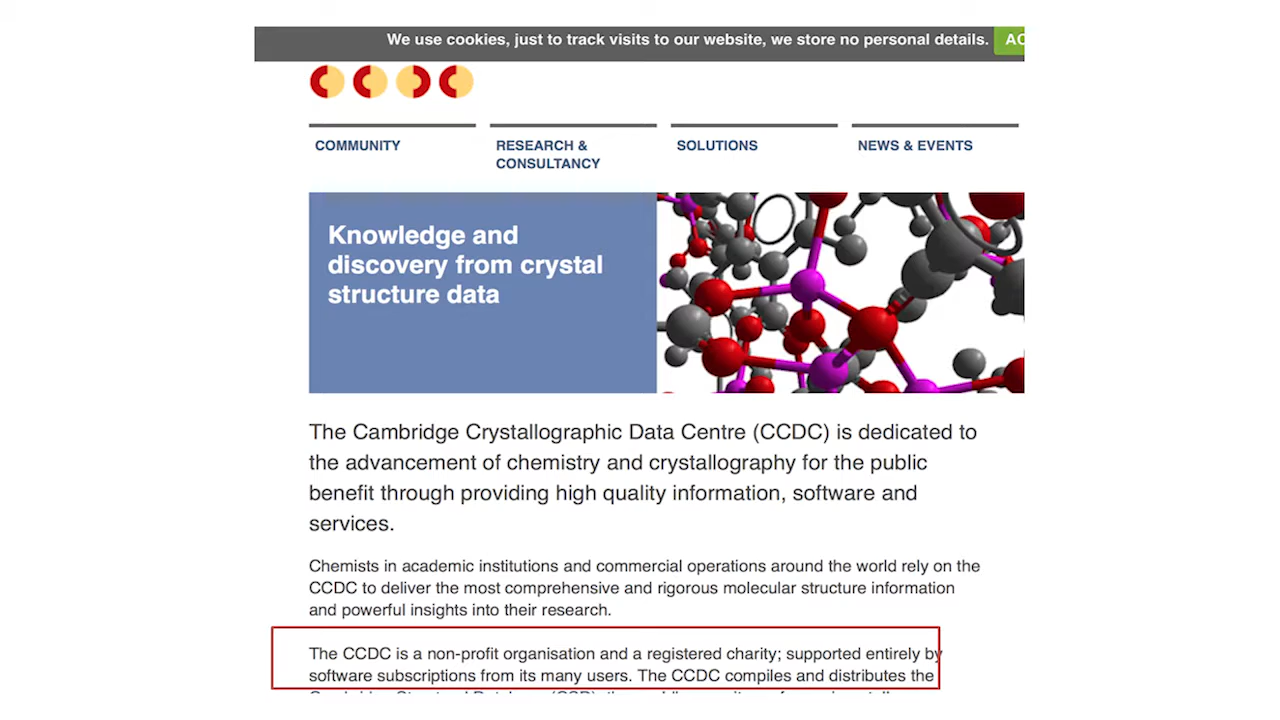 We use cookies, just to track visits to our website, we store no personal details.
COMMUNITY
RESEARCH &
CONSULTANCY
SOLUTIONS
NEWS & EVENTS
Knowledge and
discovery from crystal
structure data
The Cambridge Crystallographic Data Centre (CCDC) is dedicated to
the advancement of chemistry and crystallography for the public
benefit through providing high quality information, software and
services.
Chemists in academic institutions and commercial operations around the world rely on the
CCDC to deliver the most comprehensive and rigorous molecular structure information
and powerful insights into their research.
The CCDC is a non-profit organisation and a registered charity; supported entirely by
software subscriptions from its many users. The CCDC compiles and distributes the